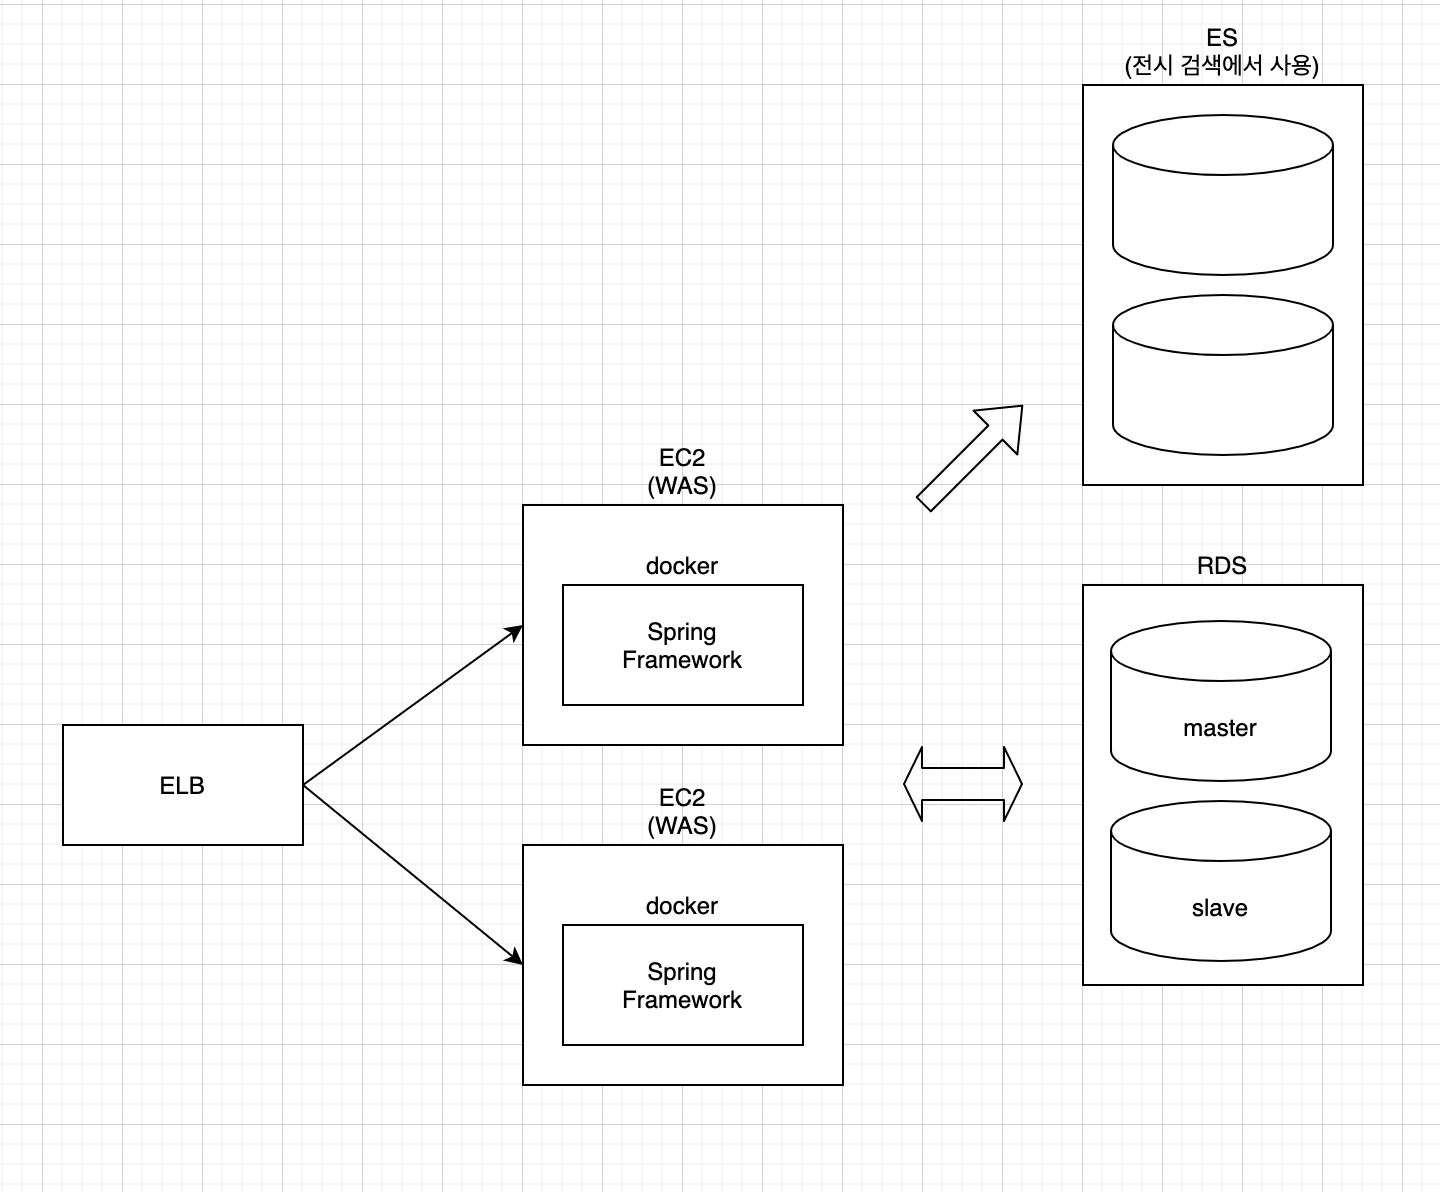 ES
(전시 검색에서 사용)
EC2
(WAS)
docker
Spring
Framework
RDS
master
slave
ELB
EC2
(WAS)
docker
Spring
Framework